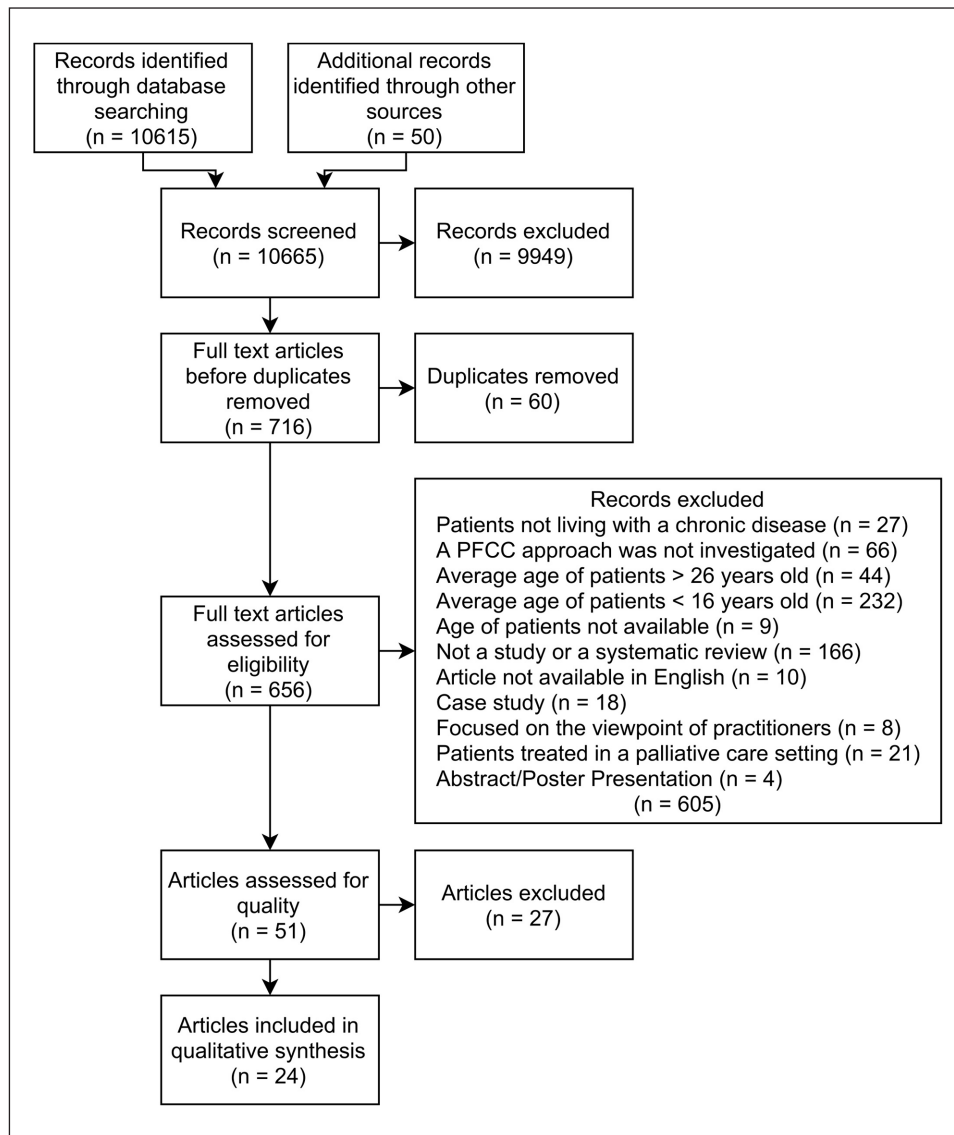 Records identified
through database
searching
(n = 10615)
Additional records
identified through other
sources
(n = 50)
Records screened
(n = 10665)
Records excluded
(n = 9949)
Full text articles
before duplicates
removed
(n = 716)
Duplicates removed
(n = 60)
Full text articles
assessed for
eligibility
(n = 656)
Records excluded
Patients not living with a chronic disease (n = 27)
A PFCC approach was not investigated (n = 66)
Average age of patients > 26 years old (n = 44)
Average age of patients < 16 years old (n = 232)
Age of patients not available (n = 9)
Not a study or a systematic review (n = 166)
Article not available in English (n = 10)
Case study (n = 18)
Focused on the viewpoint of practitioners (n = 8)
Patients treated in a palliative care setting (n = 21)
Abstract/Poster Presentation (n = 4)
(n = 605)
Articles assessed for
quality
(n = 51)
Articles excluded
(n = 27)
Articles included in
qualitative synthesis
(n = 24)